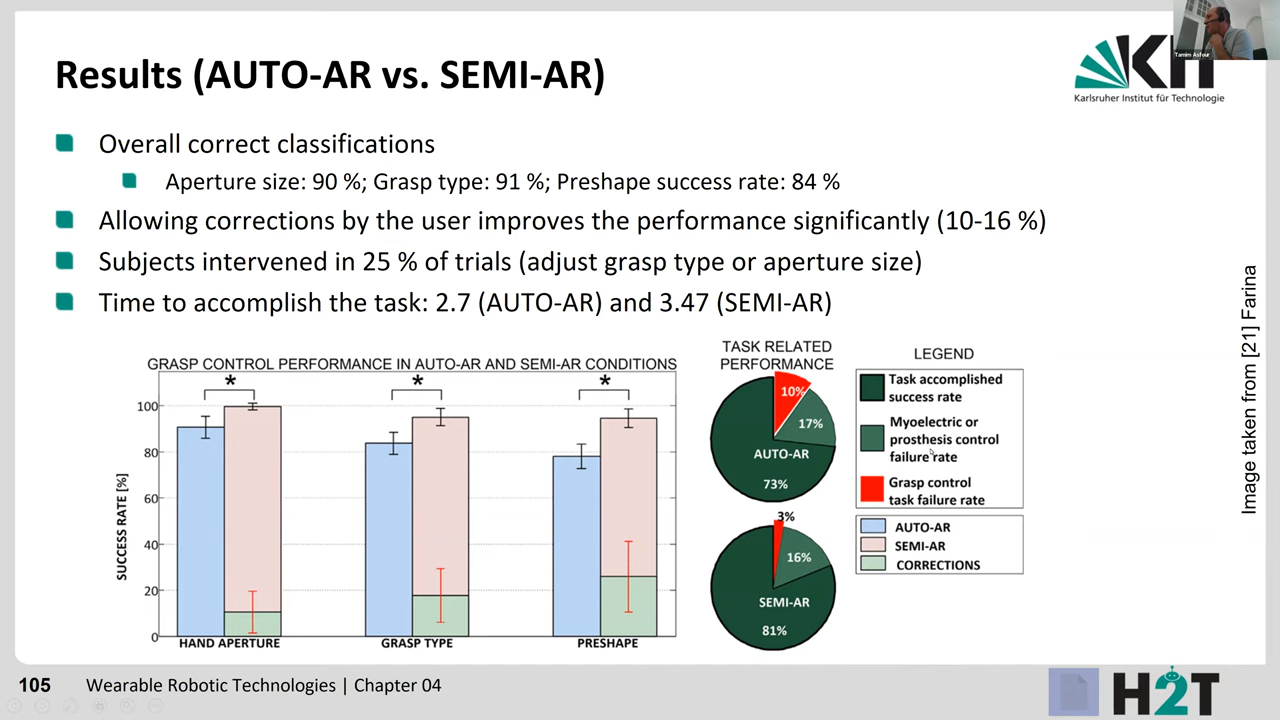 Results (AUTO-AR vs. SEMI-AR)
KIT
Karlsruher Institut für Technologie
Tamim Asfour
Overall correct classifications
Aperture size: 90 %; Grasp type: 91 %; Preshape success rate: 84 %
Allowing corrections by the user improves the performance significantly (10-16 %)
Subjects intervened in 25 % of trials (adjust grasp type or aperture size)
Time to accomplish the task: 2.7 (AUTO-AR) and 3.47 (SEMI-AR)
GRASP CONTROL PERFORMANCE IN AUTO-AR AND SEMI-AR CONDITIONS
* * *
SUCCESS RATE [%]
100
80
60
40
20
0
HAND APERTURE GRASP TYPE PRESHAPE
TASK RELATED
PERFORMANCE
10%
17%
AUTO-AR
73%
3%
16%
SEMI-AR
81%
LEGEND
Task accomplished
success rate
Myoelectric or
prosthesis control
failure rate
Grasp control
task failure rate
AUTO-AR
SEMI-AR
CORRECTIONS
Image taken from [21] Farina
105 Wearable Robotic Technologies | Chapter 04
H2T